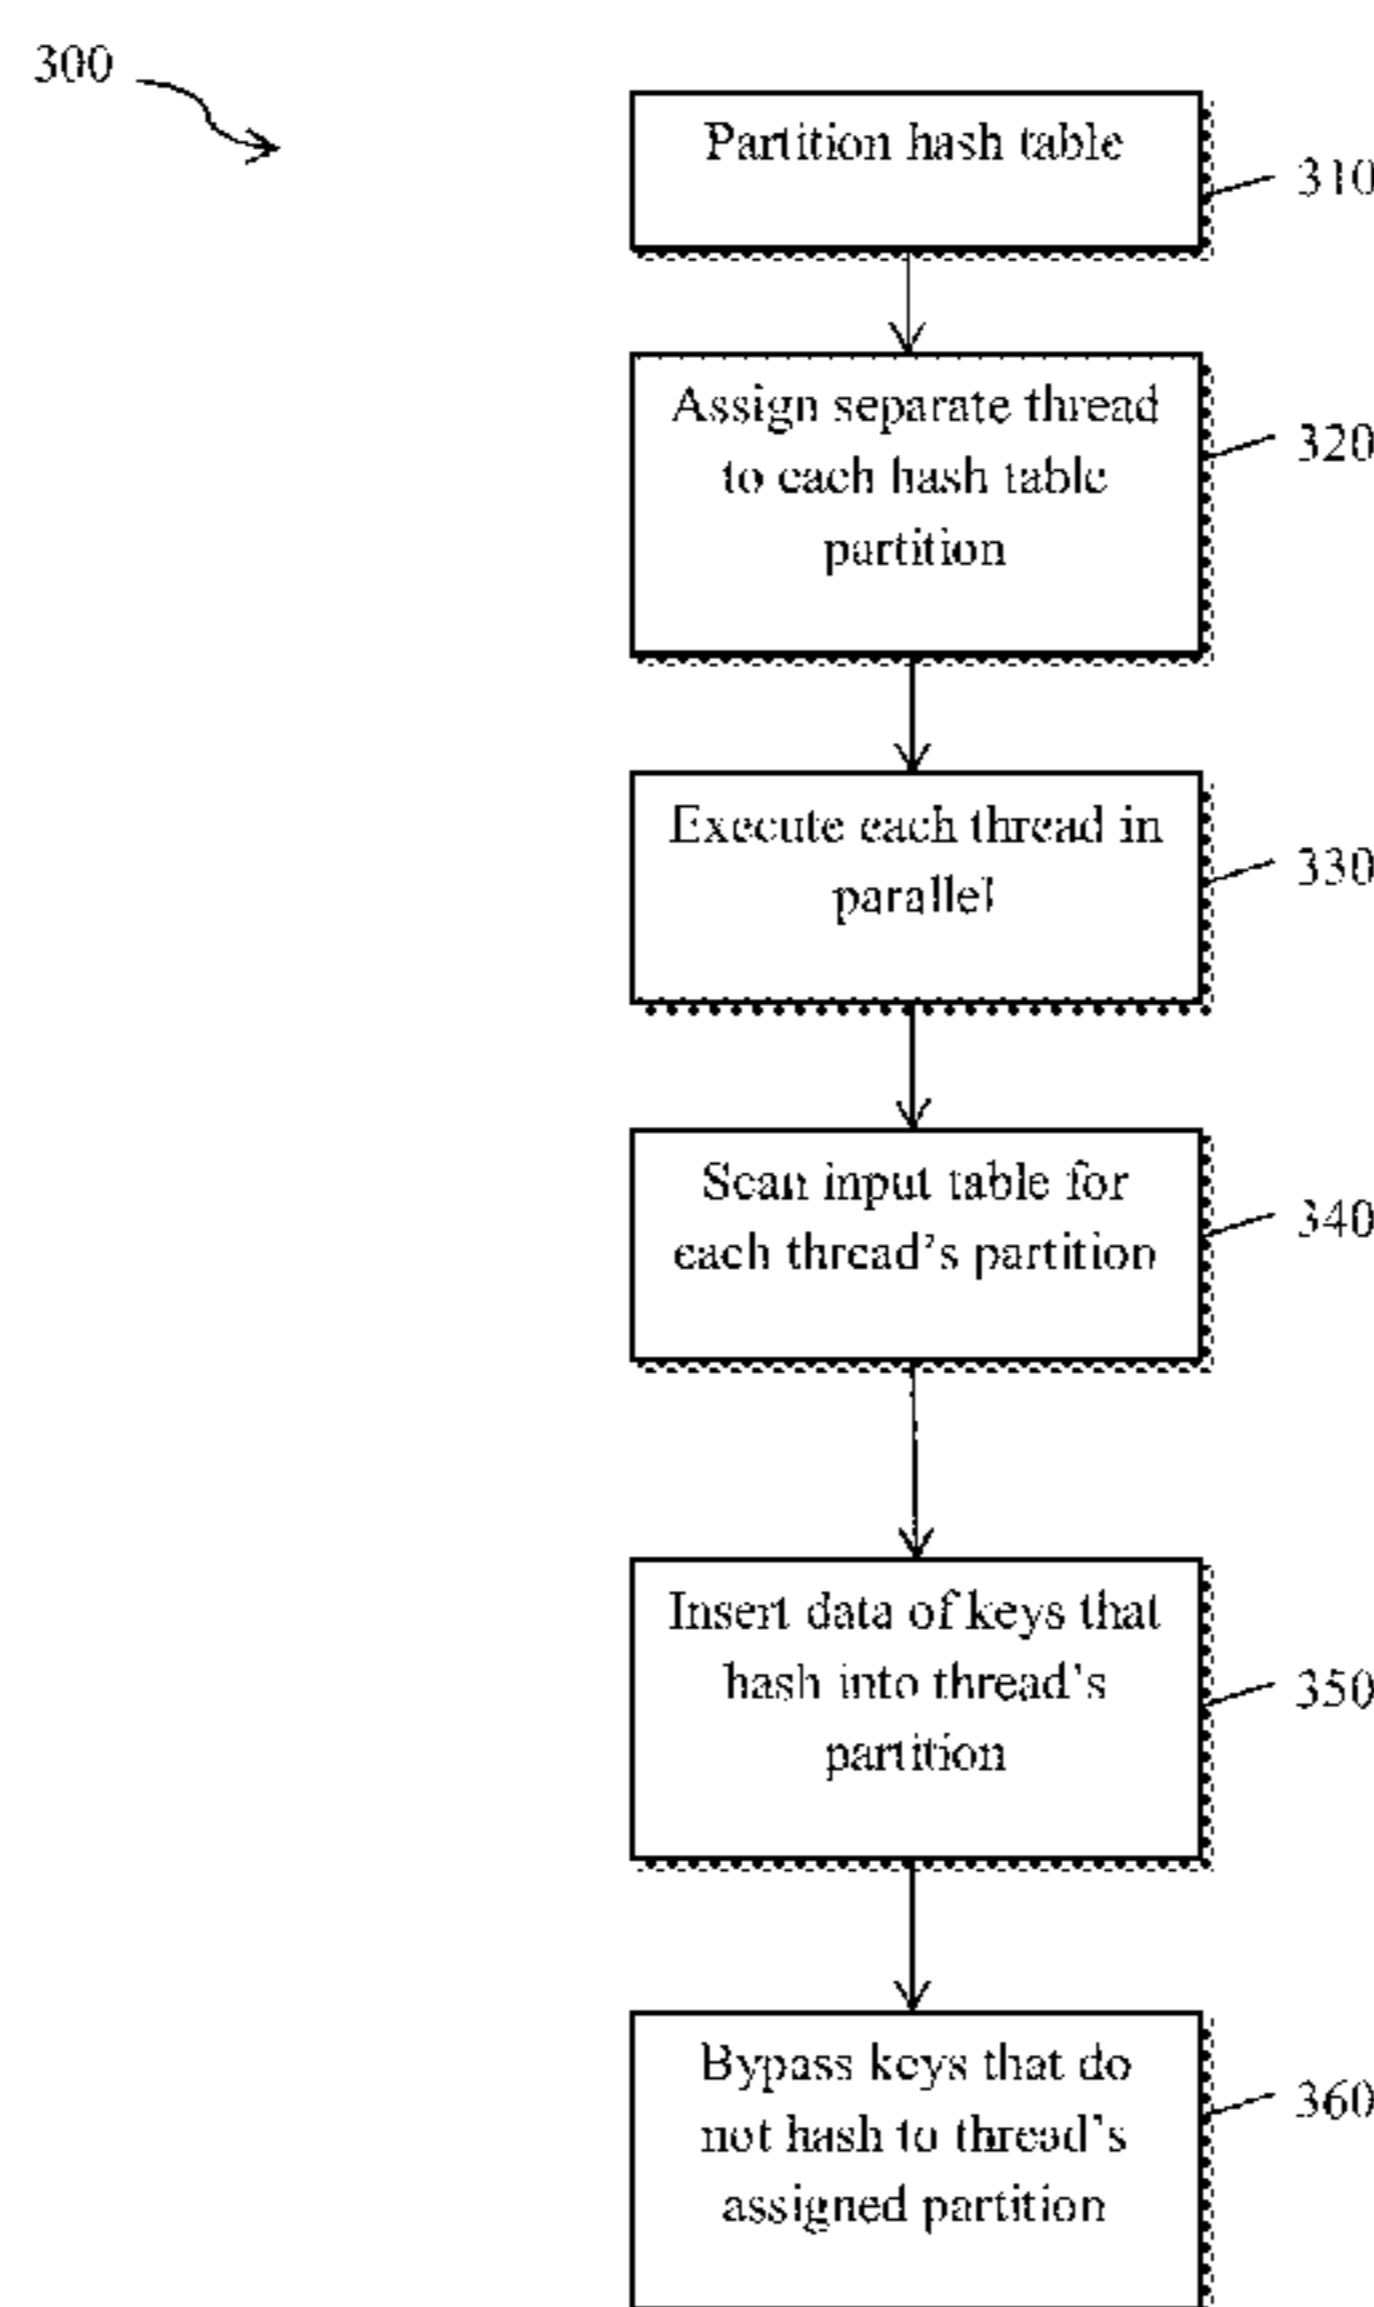 300
Partition hash table
310
Assign separate thread
to each hash table
partition
320
Execute each thread in
parallel
330
Scan input table for
each thread's partition
340
Insert data of keys that
hash into thread's
partition
350
Bypass keys that do
not hash to thread's
assigned partition
360